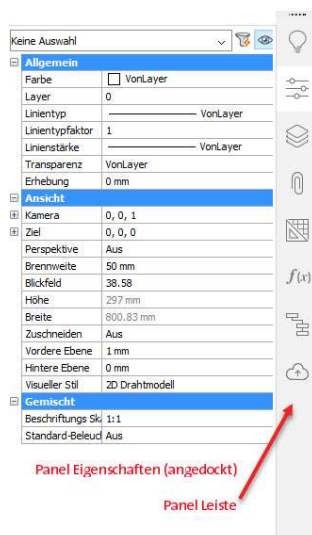 Keine Auswahl
Allgemein
Farbe VonLayer
Layer 0
Linientyp VonLayer
Linientypfaktor 1
Linienstärke VonLayer
Transparenz VonLayer
Erhebung 0 mm
Ansicht
Kamera 0, 0, 1
Ziel 0, 0, 0
Perspektive Aus
Brennweite 50 mm
Blickfeld 38.58
Höhe 297 mm
Breite 800.83 mm
Zuschneiden Aus
Vordere Ebene 1 mm
Hintere Ebene 0 mm
Visueller Stil 2D Drahtmodell
Gemischt
Beschriftungs Sk 1:1
Standard-Beleuc Aus
f(x)
Panel Eigenschaften (angedockt)
Panel Leiste